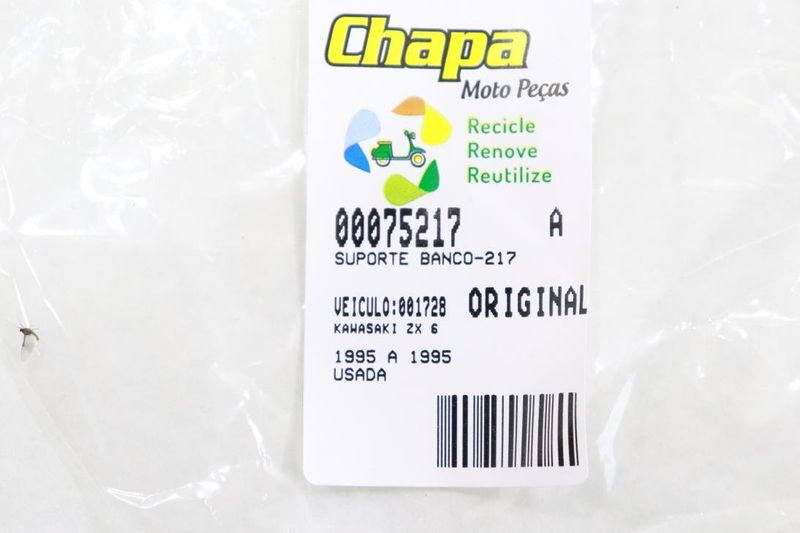 Chapa
Moto Peças
Recicle
Renove
Reutilize
00075217 A
SUPORTE BANCO-217
VEICULO:001728 ORIGINAL
KAWASAKI ZX 6
1995 A 1995
USADA